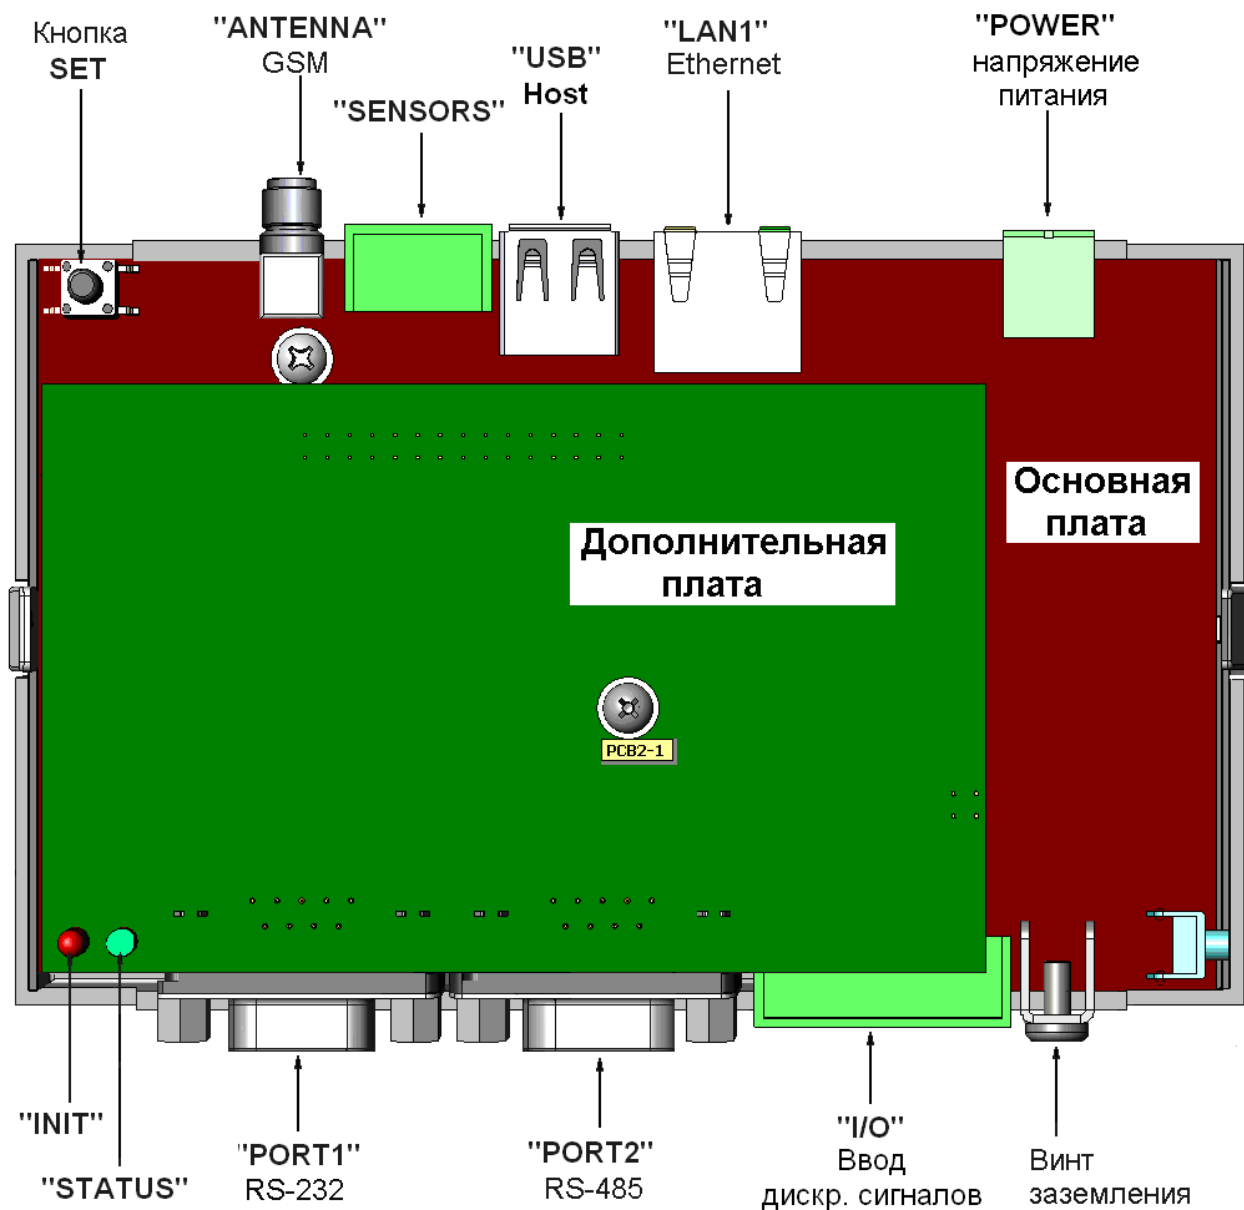 Кнопка
SET
"ANTENNA"
GSM
"SENSORS"
"USB"
Host
"LAN1"
Ethernet
"POWER"
напряжение
питания
Основная
плата
Дополнительная
плата
PCB2-1
"INIT"
"STATUS"
"PORT1"
RS-232
"PORT2"
RS-485
"I/O"
Ввод
дискр. сигналов
Винт
заземления